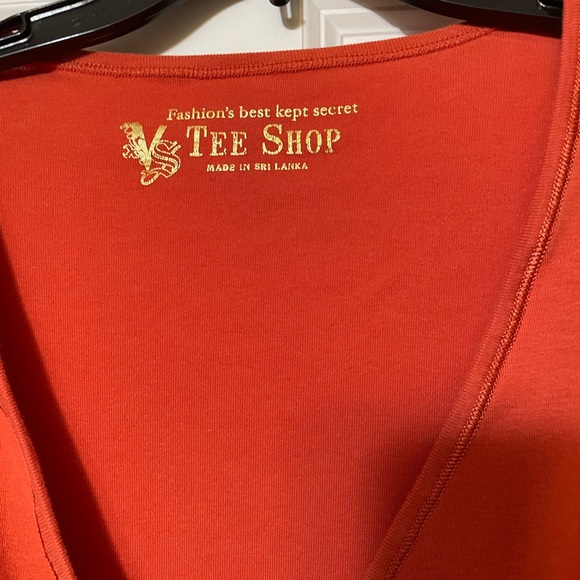 Fashion's best kept secret
VS TEE SHOP
MADE IN SRI LANKA